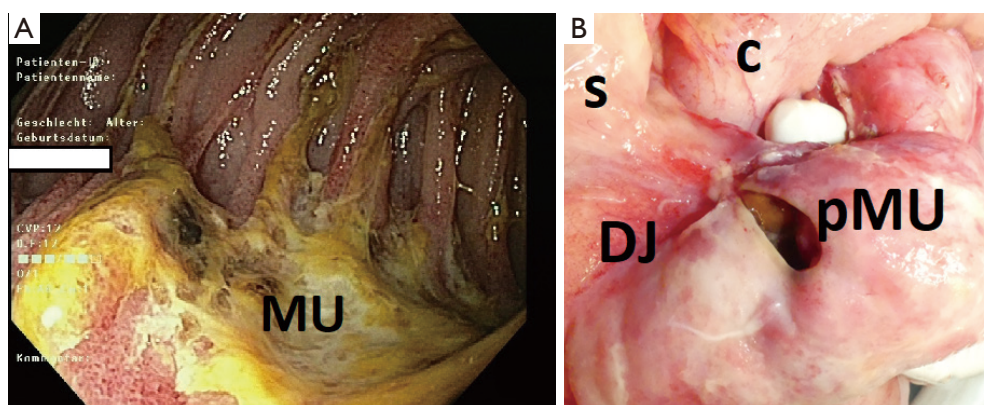 A
Patienten-ID:
Patientenname:
Geschlecht: Alter:
Geburtsdatum:
MU
Kommentar:
B
S
C
DJ
pMU